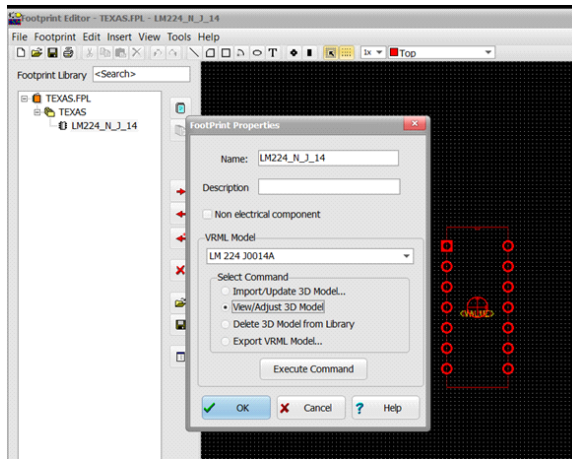 Footprint Editor - TEXAS.FPL - LM224_N_J_14
File Footprint Edit Insert View Tools Help
T 1x Top
Footprint Library <Search>
TEXAS.FPL
TEXAS
LM224_N_J_14
FootPrint Properties
Name: LM224_N_J_14
Description
Non electrical component
VRML Model
LM 224 J0014A
Select Command
Import/Update 3D Model...
View/Adjust 3D Model
Delete 3D Model from Library
Export VRML Model...
Execute Command
OK Cancel ? Help
<VALUE>